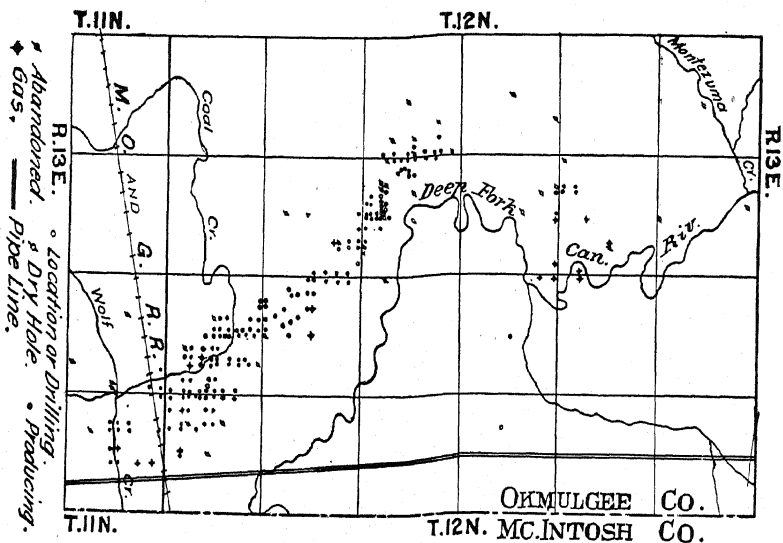 T.11N. T.12N.
Montezuma
Cr.
R.13E. R.13E.
Coal
Cr.
M. O. AND G. R.R.
Deep Fork
Can. Riv.
Wolf
Cr.
OKMULGEE CO.
T.11N. T.12N. MC.INTOSH CO.
Location or Drilling. Producing.
Abandoned. Dry Hole.
Gas. Pipe Line.